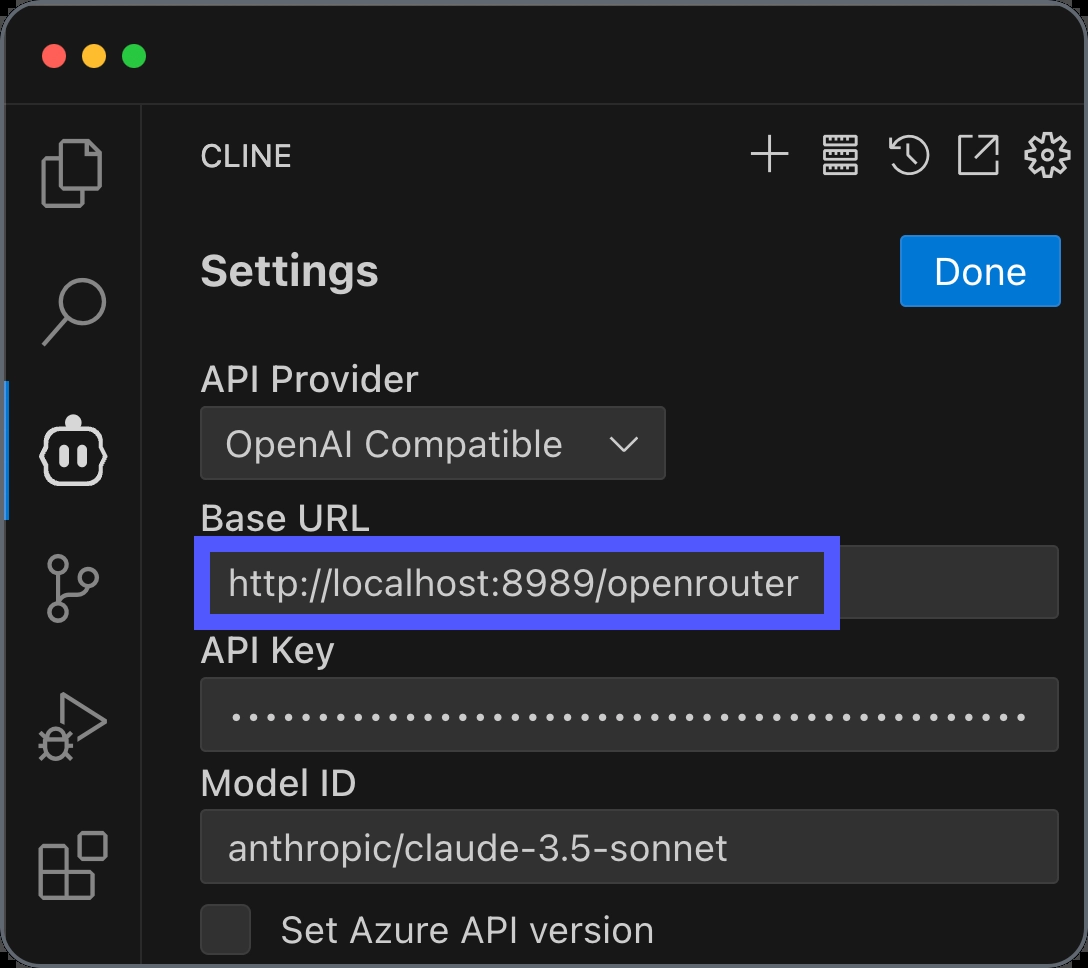 CLINE
Settings
Done
API Provider
OpenAI Compatible
Base URL
http://localhost:8989/openrouter
API Key
••••••••••••••••••••••••••••••••••••••••••••••
Model ID
anthropic/claude-3.5-sonnet
Set Azure API version